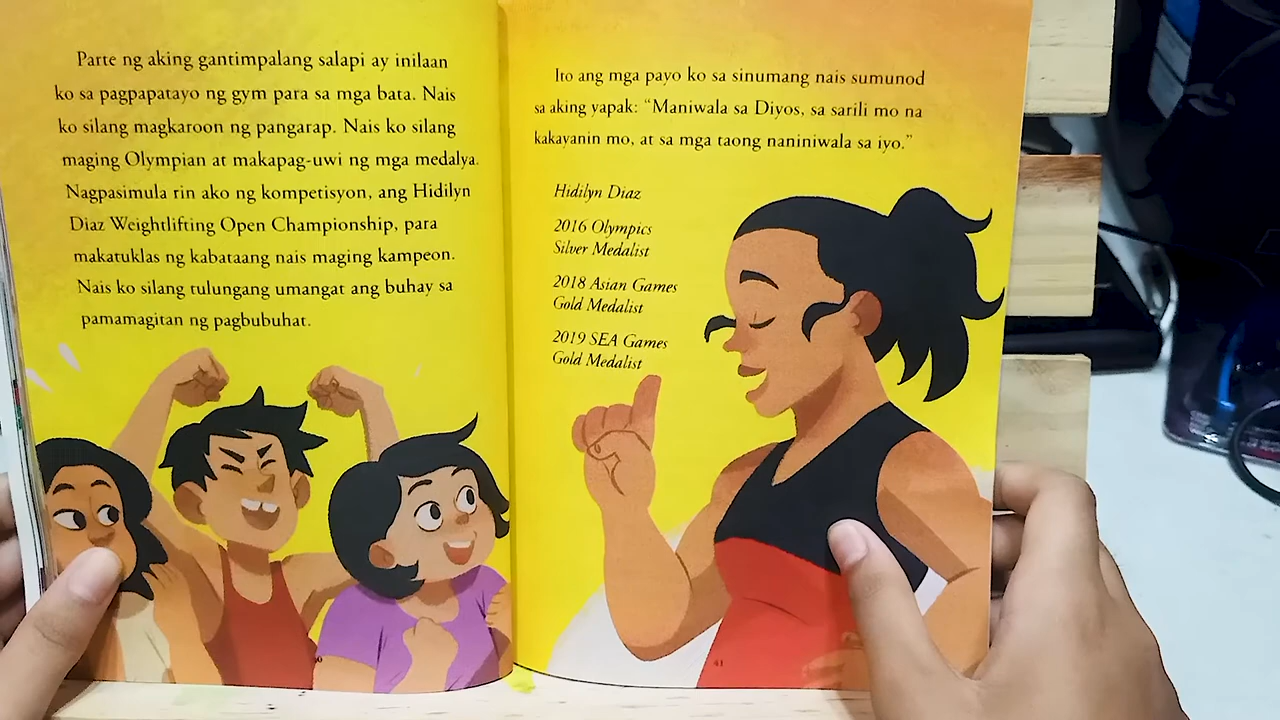 Parte ng aking gantimpalang salapi ay inilaan
ko sa pagpapatayo ng gym para sa mga bata. Nais
ko silang magkaroon ng pangarap. Nais ko silang
maging Olympian at makapag-uwi ng mga medalya.
Nagpasimula rin ako ng kompetisyon, ang Hidilyn
Diaz Weightlifting Open Championship, para
makatuklas ng kabataang nais maging kampeon.
Nais ko silang tulungang umangat ang buhay sa
pamamagitan ng pagbubuhat.
Ito ang mga payo ko sa sinumang nais sumunod
sa aking yapak: “Maniwala sa Diyos, sa sarili mo na
kakayanin mo, at sa mga taong naniniwala sa iyo.”
Hidilyn Diaz
2016 Olympics
Silver Medalist
2018 Asian Games
Gold Medalist
2019 SEA Games
Gold Medalist
41